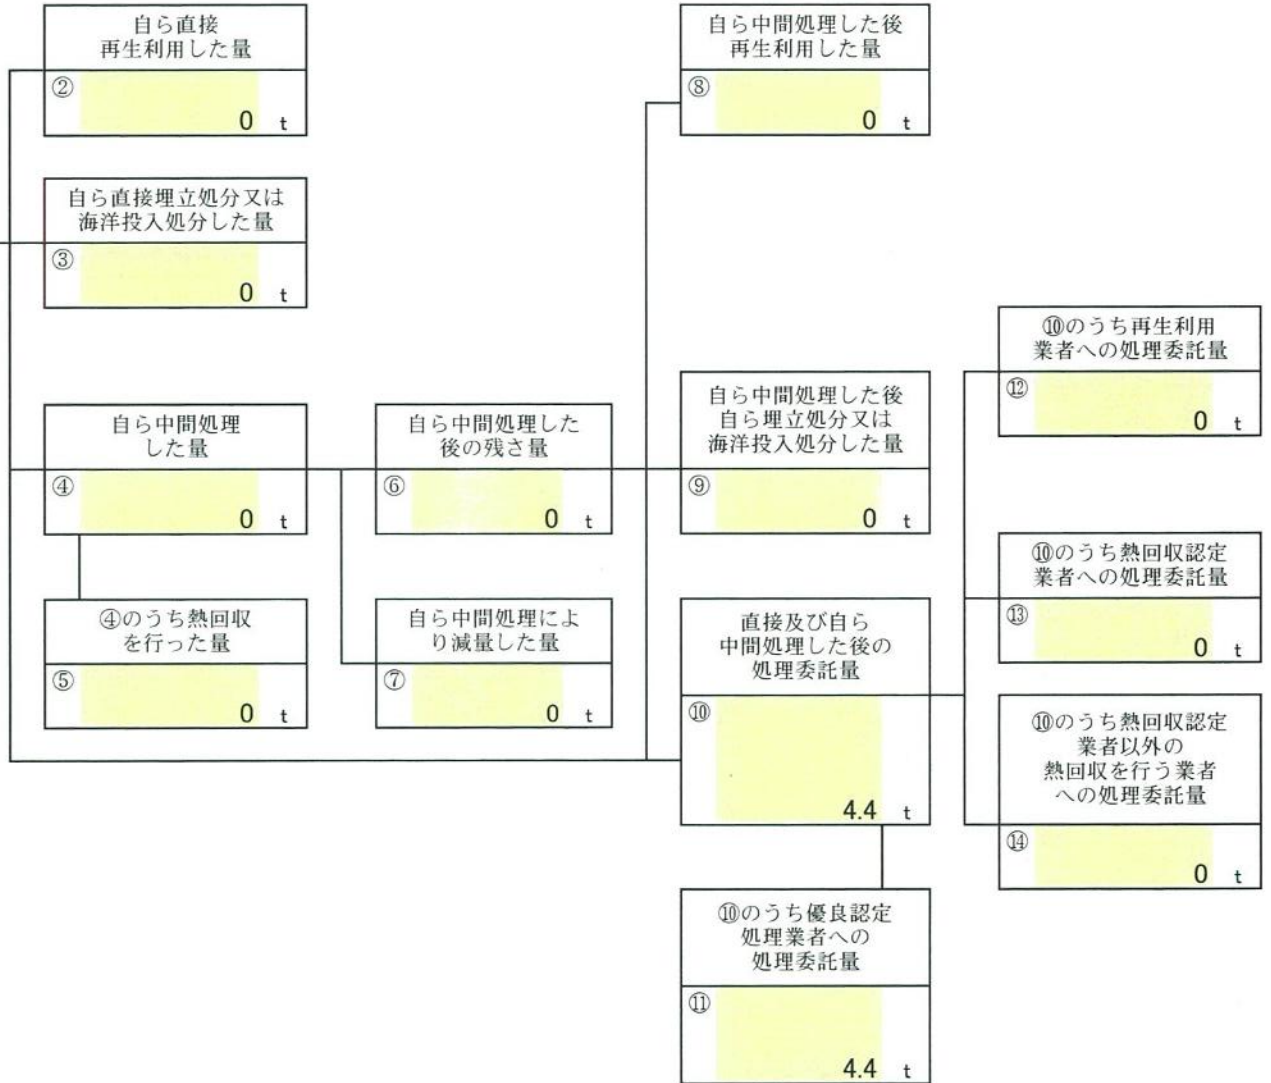 自ら直接
再生利用した量
②
0 t
自ら中間処理した後
再生利用した量
⑧
0 t
自ら直接埋立処分又は
海洋投入処分した量
③
0 t
⑩のうち再生利用
業者への処理委託量
⑫
0 t
自ら中間処理
した量
④
0 t
自ら中間処理した
後の残さ量
⑥
0 t
自ら中間処理した後
自ら埋立処分又は
海洋投入処分した量
⑨
0 t
⑩のうち熱回収認定
業者への処理委託量
⑬
0 t
④のうち熱回収
を行った量
⑤
0 t
自ら中間処理によ
り減量した量
⑦
0 t
直接及び自ら
中間処理した後の
処理委託量
⑩
4.4 t
⑩のうち熱回収認定
業者以外の
熱回収を行う業者
への処理委託量
⑭
0 t
⑩のうち優良認定
処理業者への
処理委託量
⑪
4.4 t